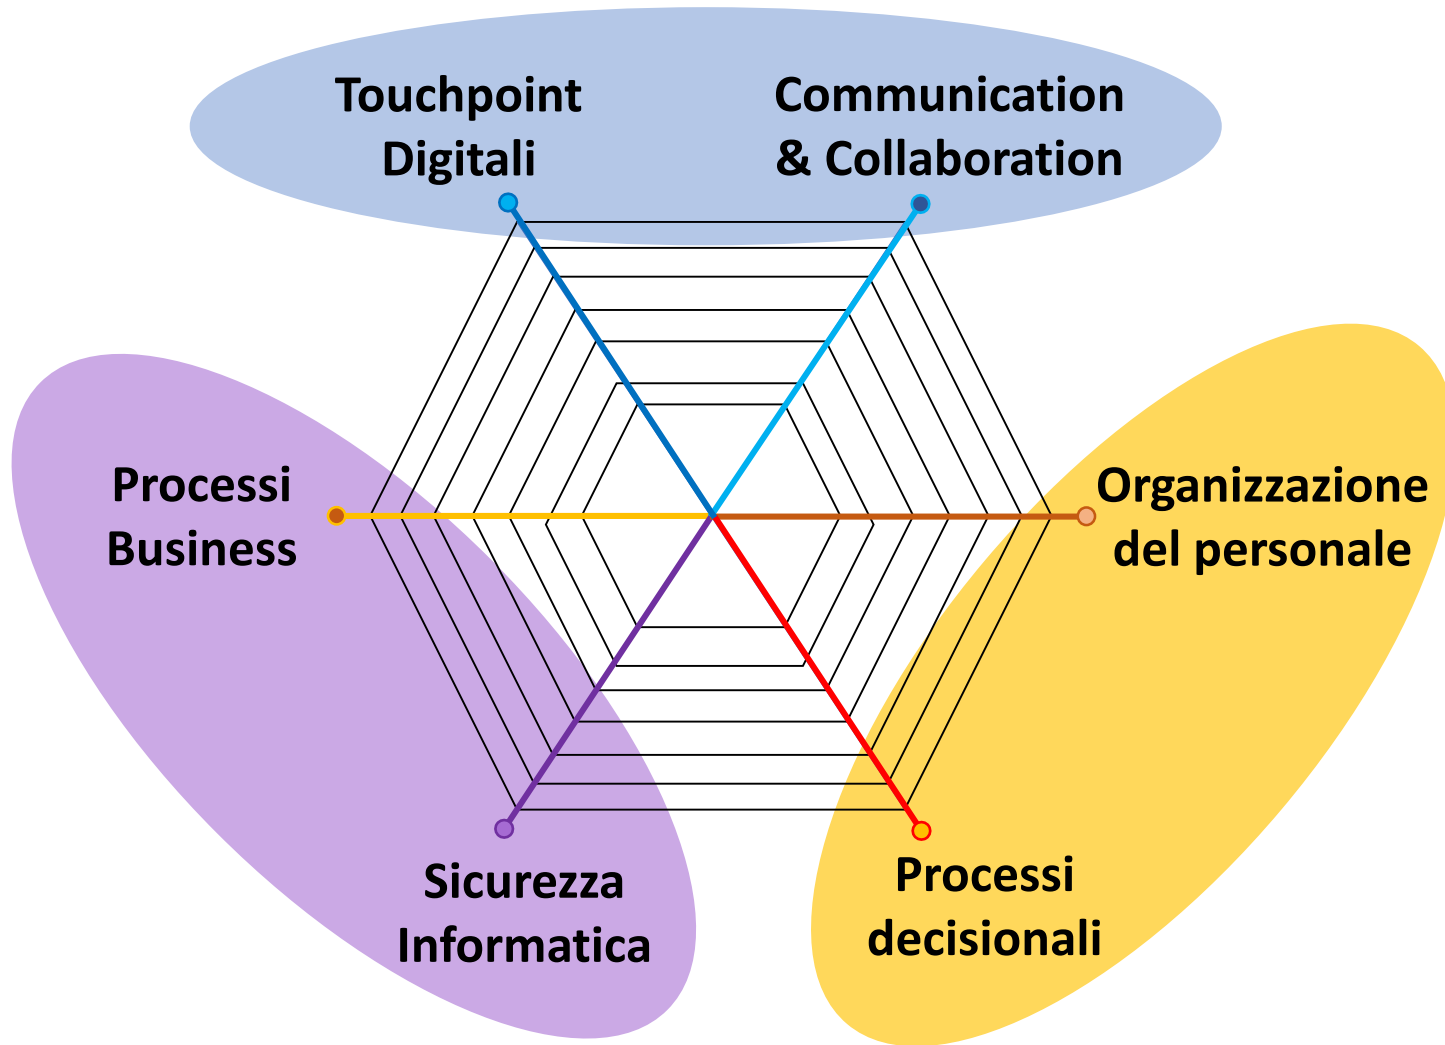 Touchpoint
Digitali
Communication
& Collaboration
Processi
Business
Organizzazione
del personale
Sicurezza
Informatica
Processi
decisionali